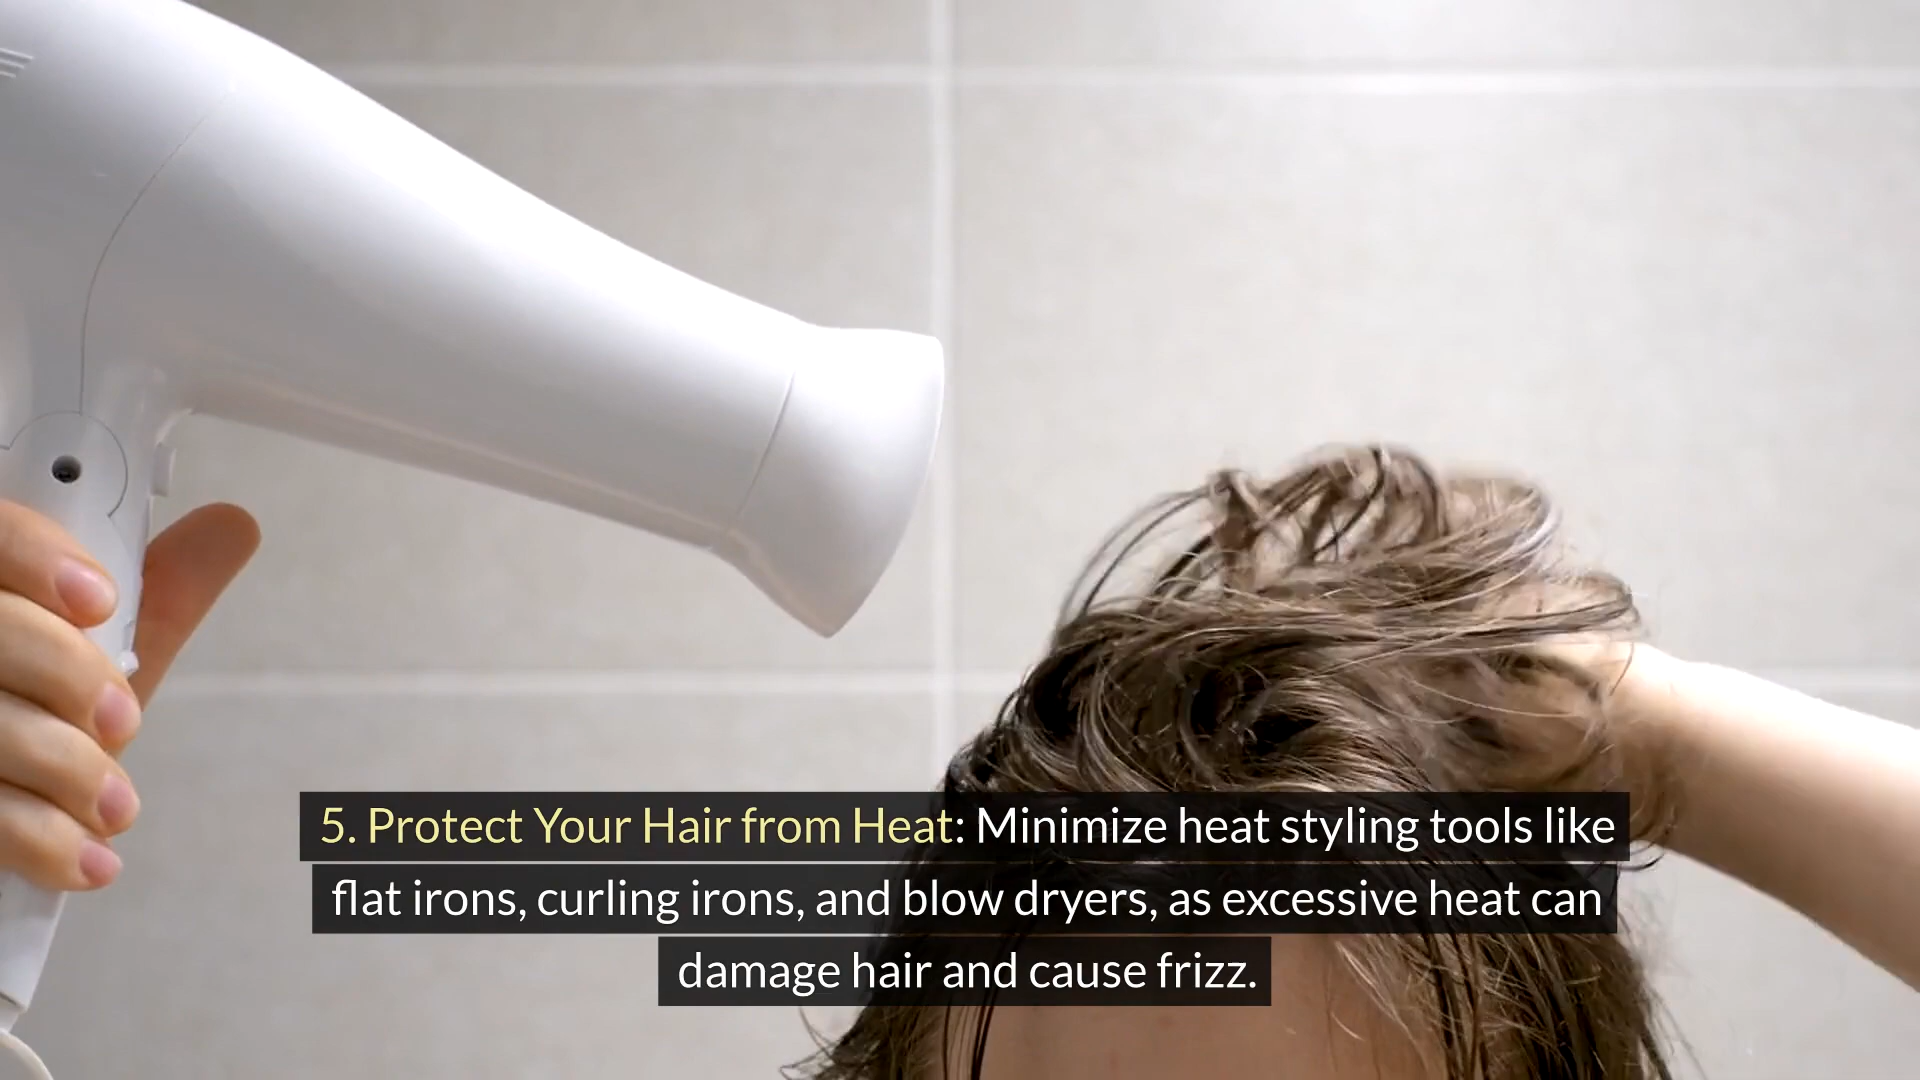 5. Protect Your Hair from Heat: Minimize heat styling tools like
flat irons, curling irons, and blow dryers, as excessive heat can
damage hair and cause frizz.